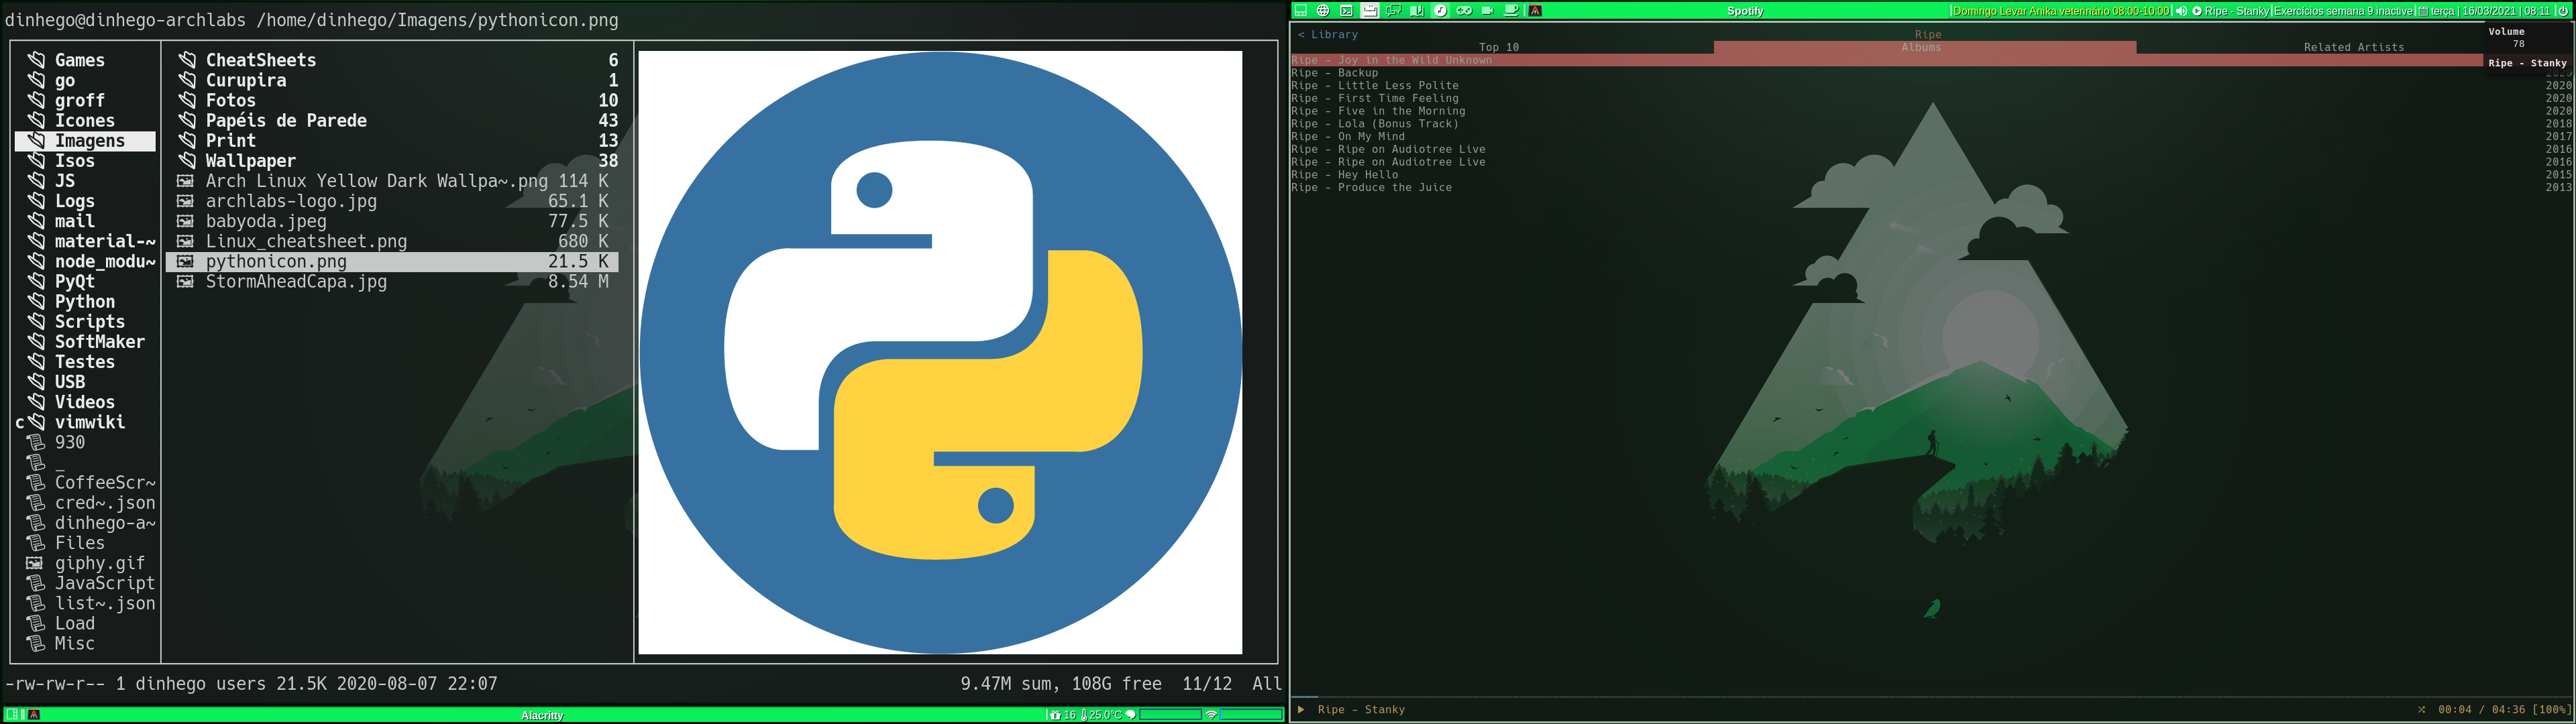 dinhego@dinhego-archlabs /home/dinhego/Imagens/pythonicon.png
Games
go
groff
Icones
Imagens
Isos
JS
Logs
mail
material-~
node_modu~
PyQt
Python
Scripts
SoftMaker
Testes
USB
Videos
c vimwiki
930
_
CoffeeScr~
cred~.json
dinhego-a~
Files
giphy.gif
JavaScript
list~.json
Load
Misc
CheatSheets 6
Curupira 1
Fotos 10
Papéis de Parede 43
Print 13
Wallpaper 38
Arch Linux Yellow Dark Wallpa~.png 114 K
archlabs-logo.jpg 65.1 K
babyoda.jpeg 77.5 K
Linux_cheatsheet.png 680 K
pythonicon.png 21.5 K
StormAheadCapa.jpg 8.54 M
-rw-rw-r-- 1 dinhego users 21.5K 2020-08-07 22:07 9.47M sum, 108G free 11/12 All
Alacritty 16 25.0°C
Spotify Domingo Levar Anika veterinário 08:00-10:00 Ripe - Stanky Exercicios semana 9 inactive terça | 16/03/2021 | 08:11
< Library Ripe
Top 10 Albums Related Artists
Volume
78
Ripe - Stanky
Ripe - Joy in the Wild Unknown
Ripe - Backup
Ripe - Little Less Polite 2020
Ripe - First Time Feeling 2020
Ripe - Five in the Morning 2020
Ripe - Lola (Bonus Track) 2018
Ripe - On My Mind 2017
Ripe - Ripe on Audiotree Live 2016
Ripe - Ripe on Audiotree Live 2016
Ripe - Hey Hello 2015
Ripe - Produce the Juice 2013
Ripe - Stanky 00:04 / 04:36 [100%]